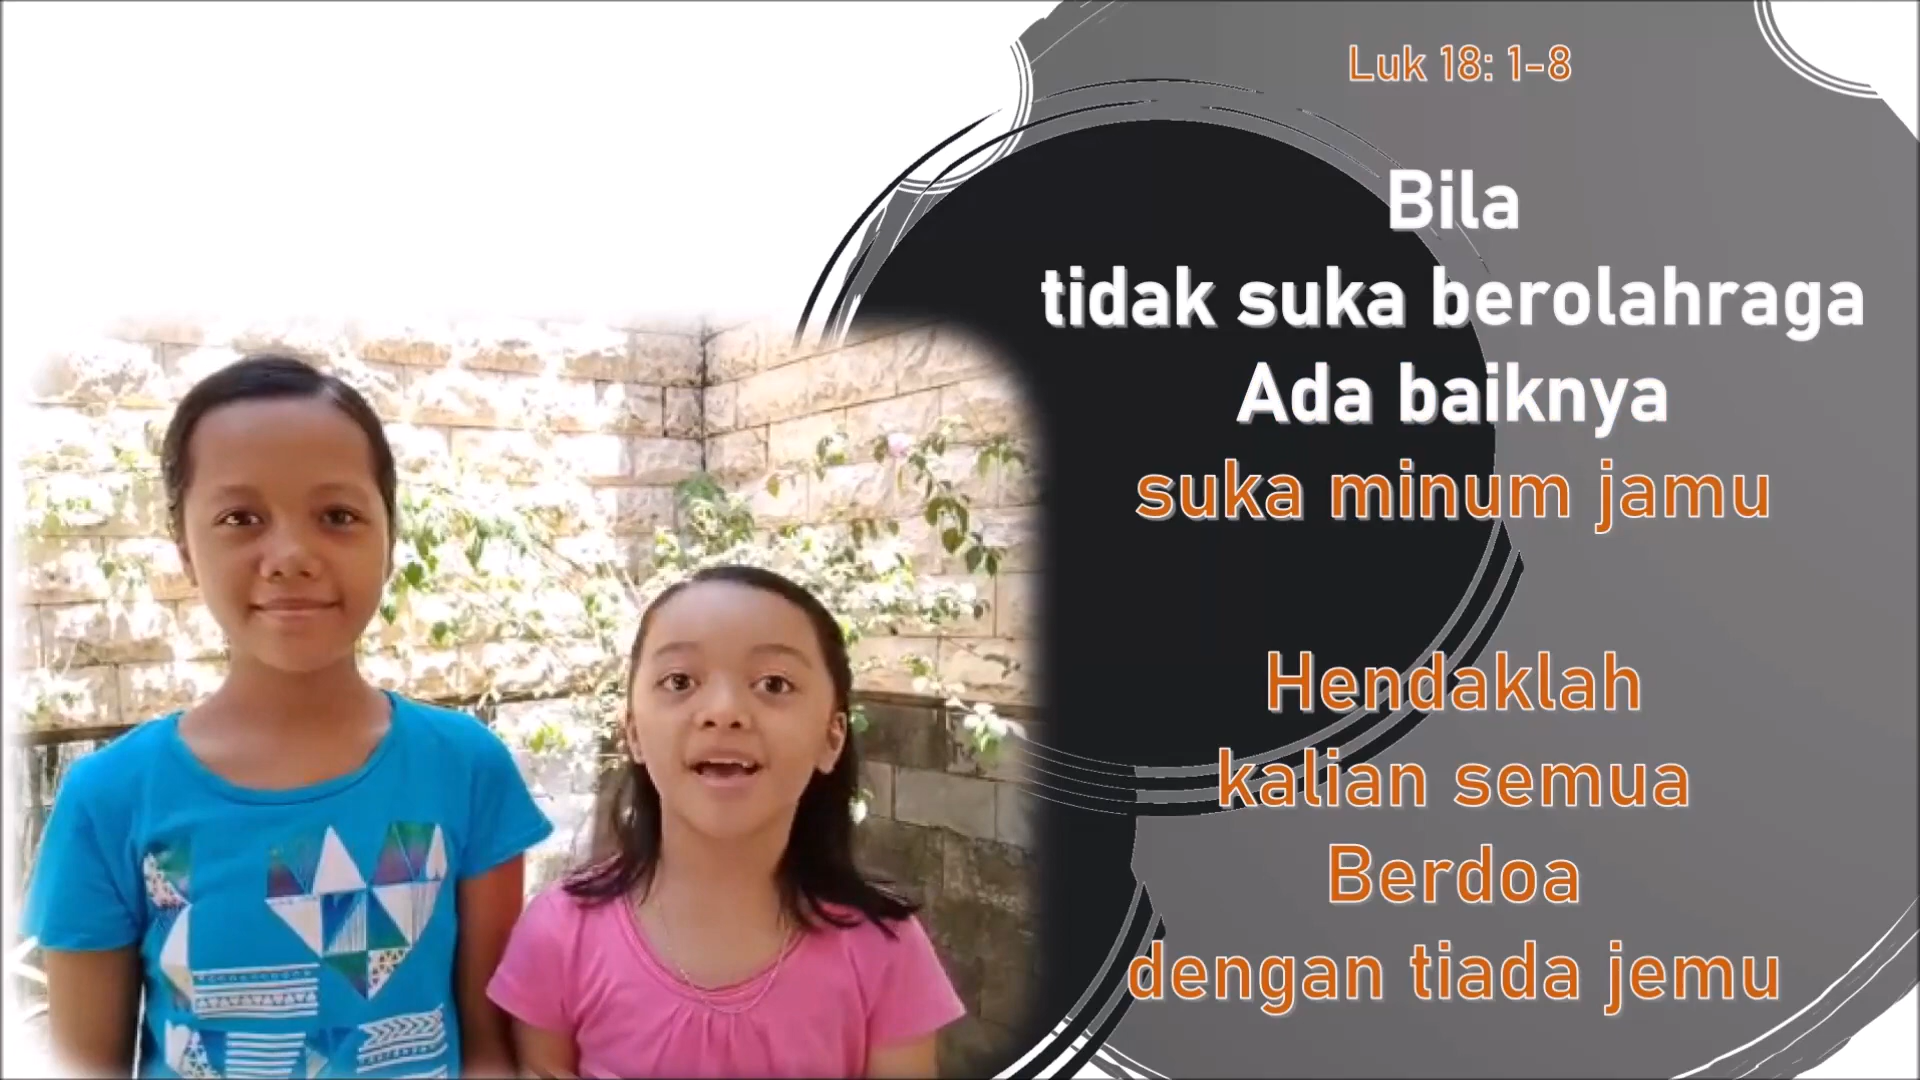 Luk 18: 1-8
Bila
tidak suka berolahraga
Ada baiknya
suka minum jamu
Hendaklah
kalian semua
Berdoa
dengan tiada jemu